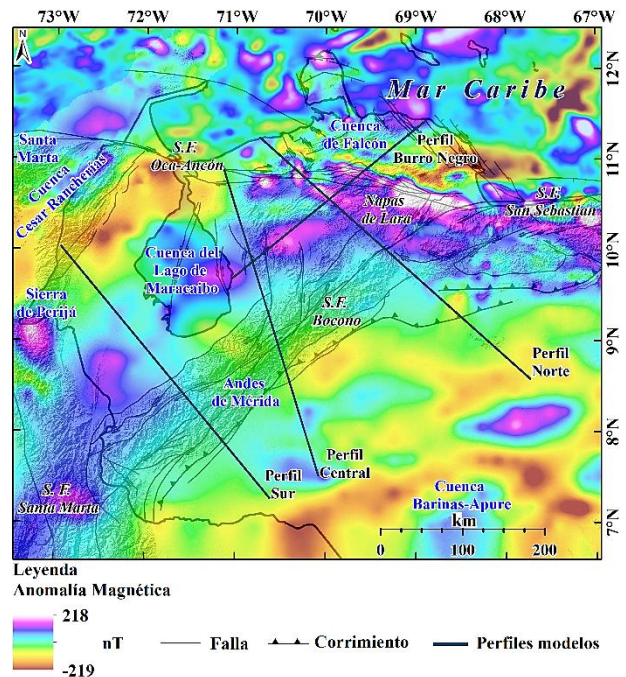 73°W 72°W 71°W 70°W 69°W 68°W 67°W
N
12°N
Mar Caribe
Santa
Marta
Cuenca
Cesar Rancherías
S.F.
Oca-Ancón
Cuenca
de Falcón
Perfil
Burro Negro
11°N
Napas
de Lara
S.F.
San Sebastian
10°N
Cuenca del
Lago de
Maracaibo
Sierra
de Perijá
S.F.
Bocono
9°N
Perfil
Norte
Andes
de Mérida
8°N
Perfil
Central
Perfil
Sur
S. F.
Santa Marta
Cuenca
Barinas-Apure
km
0 100 200
7°N
Leyenda
Anomalía Magnética
218
nT
-219
Falla
Corrimiento
Perfiles modelos